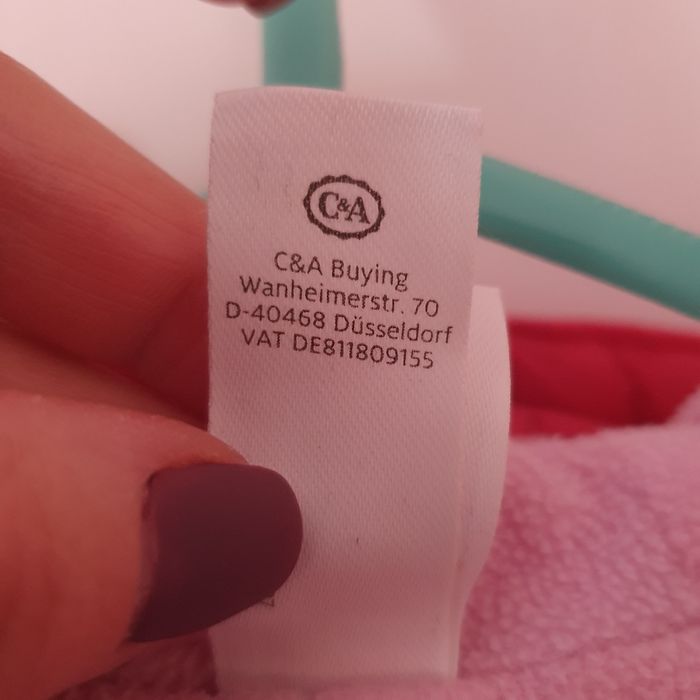 C&A
C&A Buying
Wanheimerstr. 70
D-40468 Düsseldorf
VAT DE811809155